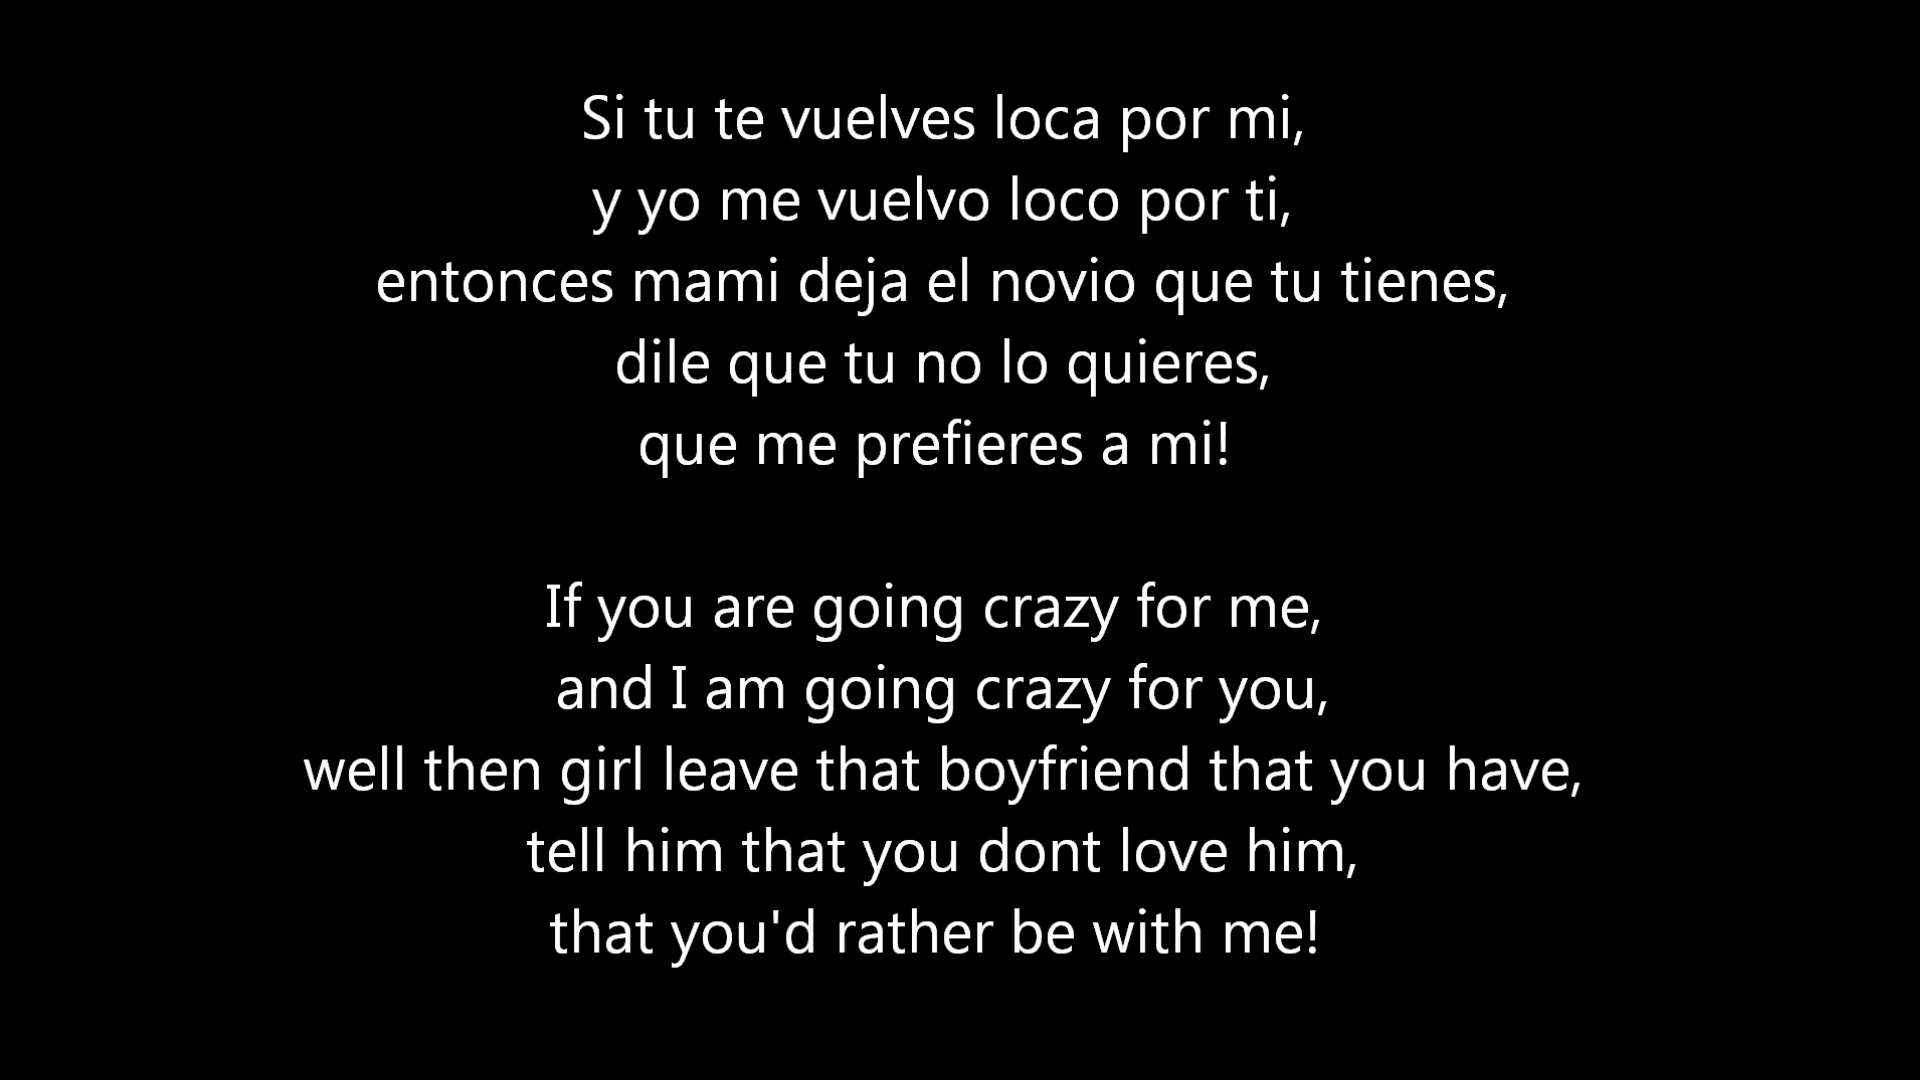 Si tu te vuelves loca por mi,
y yo me vuelvo loco por ti,
entonces mami deja el novio que tu tienes,
dile que tu no lo quieres,
que me prefieres a mi!
If you are going crazy for me,
and I am going crazy for you,
well then girl leave that boyfriend that you have,
tell him that you dont love him,
that you'd rather be with me!